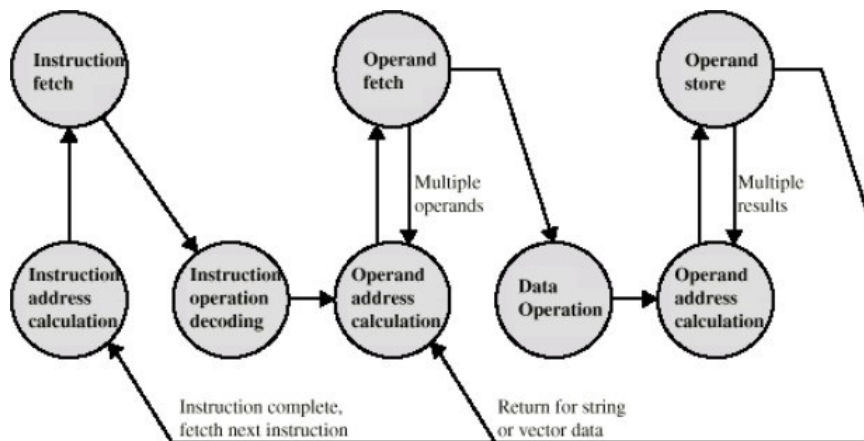 Instruction
fetch
Operand
fetch
Operand
store
Multiple
operands
Multiple
results
Instruction
address
calculation
Instruction
operation
decoding
Operand
address
calculation
Data
Operation
Operand
address
calculation
Instruction complete,
fetcth next instruction
Return for string
or vector data